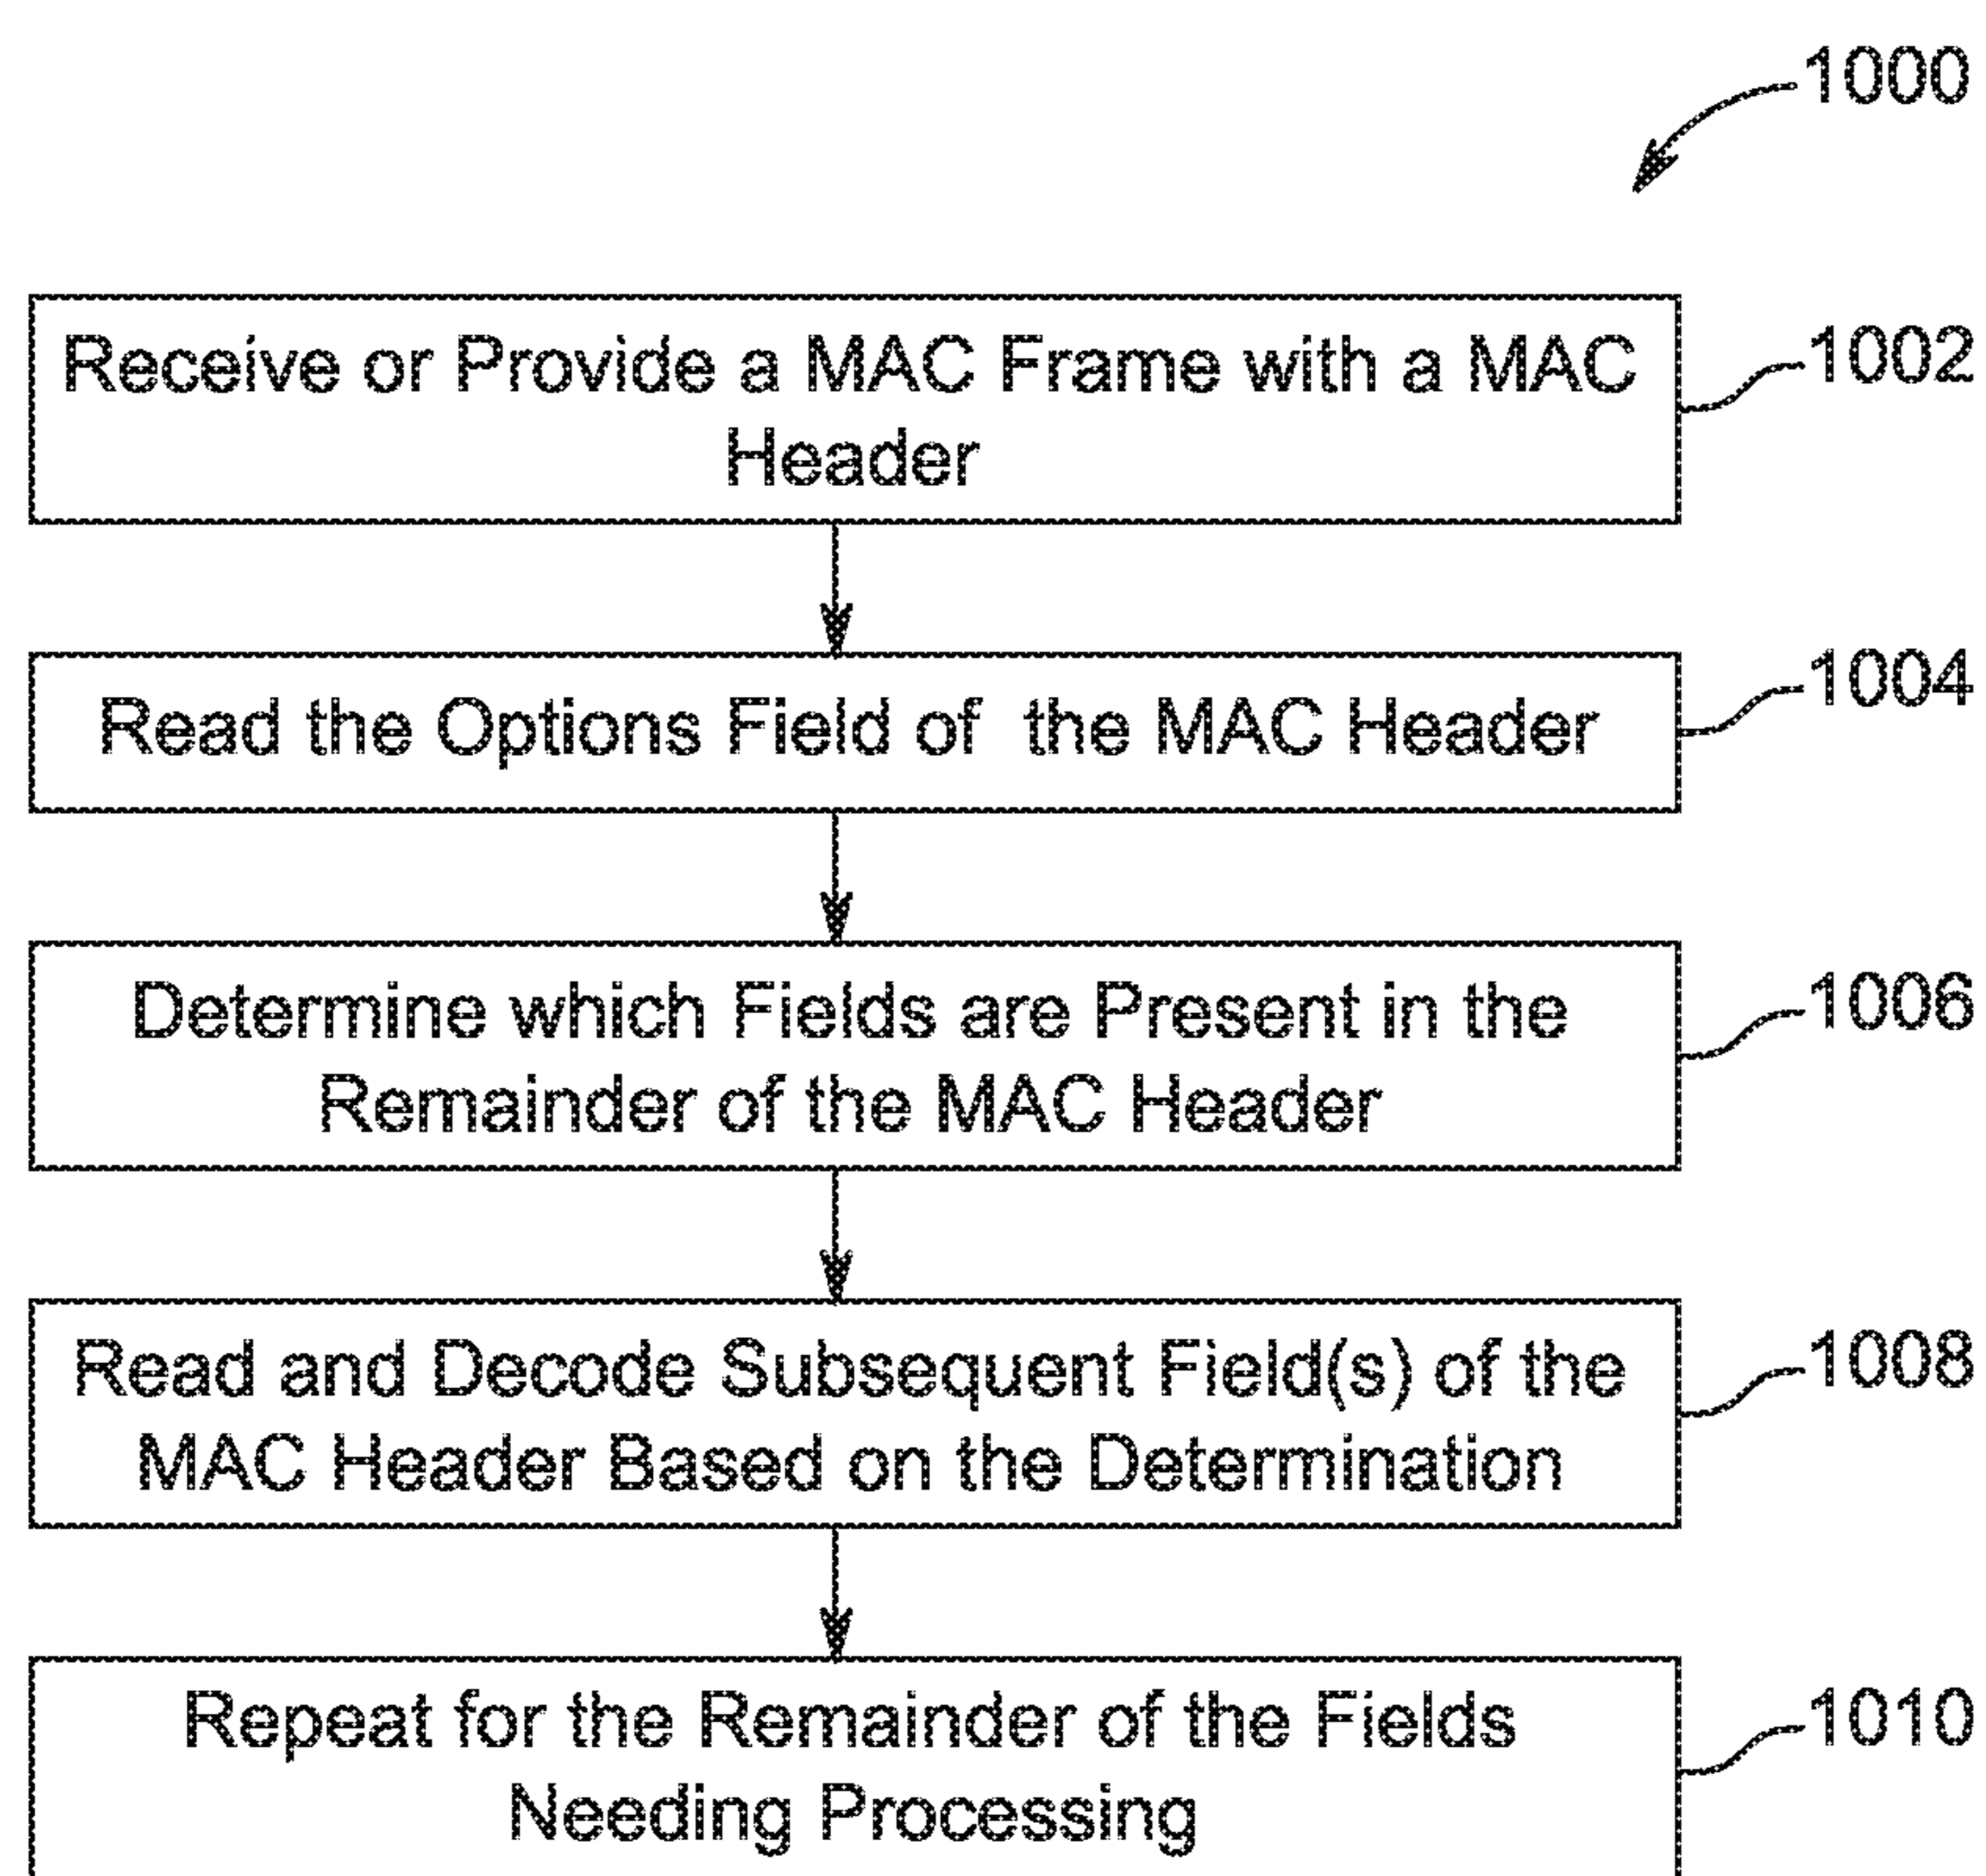 1000
Receive or Provide a MAC Frame with a MAC
Header
1002
Read the Options Field of the MAC Header
1004
Determine which Fields are Present in the
Remainder of the MAC Header
1006
Read and Decode Subsequent Field(s) of the
MAC Header Based on the Determination
1008
Repeat for the Remainder of the Fields
Needing Processing
1010